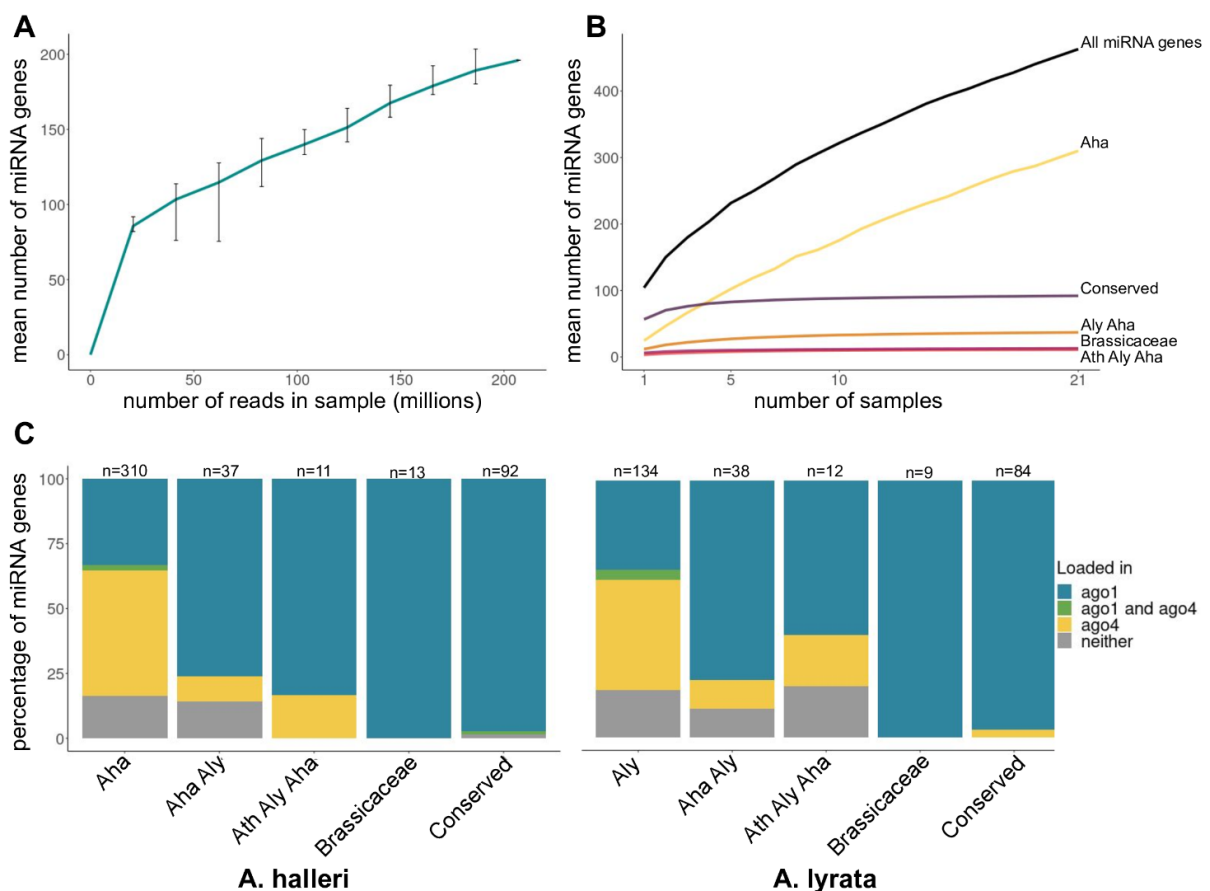 A
mean number of miRNA genes
200
150
100
50
0
0 50 100 150 200
number of reads in sample (millions)
B
mean number of miRNA genes
400
300
200
100
0
1 5 10 21
number of samples
All miRNA genes
Aha
Conserved
Aly Aha
Brassicaceae
Ath Aly Aha
C
percentage of miRNA genes
100
75
50
25
0
n=310 n=37 n=11 n=13 n=92
Aha
Aha Aly
Ath Aly Aha
Brassicaceae
Conserved
A. halleri
n=134 n=38 n=12 n=9 n=84
Aly
Aha Aly
Ath Aly Aha
Brassicaceae
Conserved
A. lyrata
Loaded in
ago1
ago1 and ago4
ago4
neither